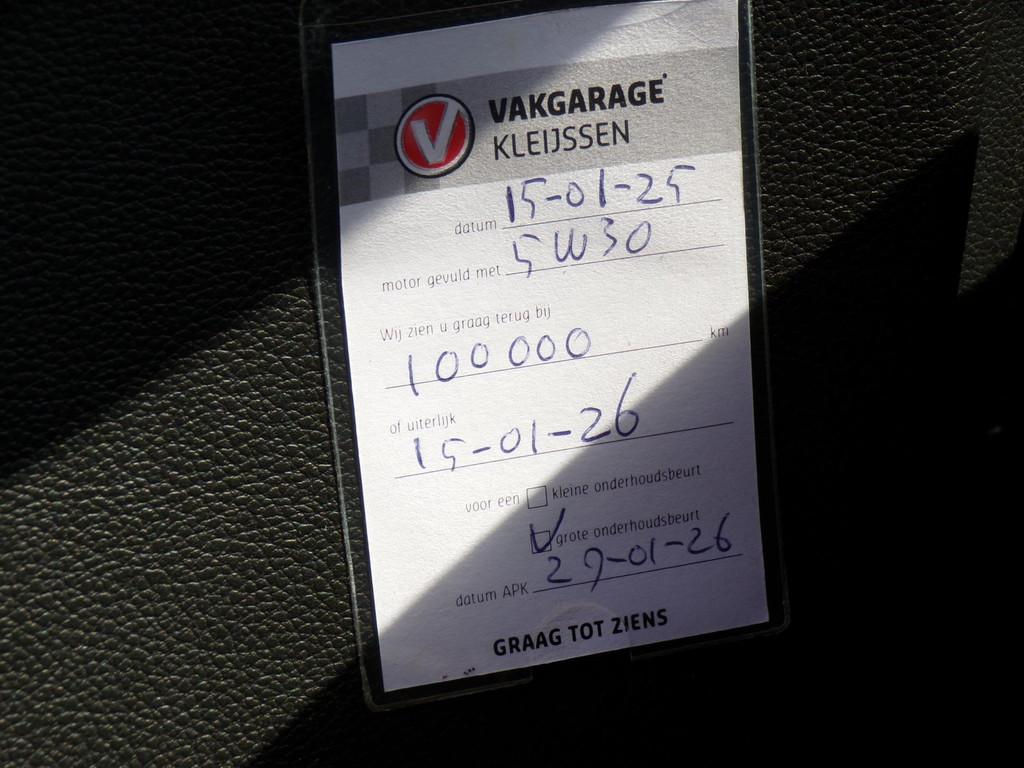 VAKGARAGE
KLEIJSSEN
datum 15-01-25
motor gevuld met 5W30
Wij zien u graag terug bij
100 000 km
of uiterlijk
15-01-26
voor een kleine onderhoudsbeurt
grote onderhoudsbeurt
datum APK 29-01-26
GRAAG TOT ZIENS